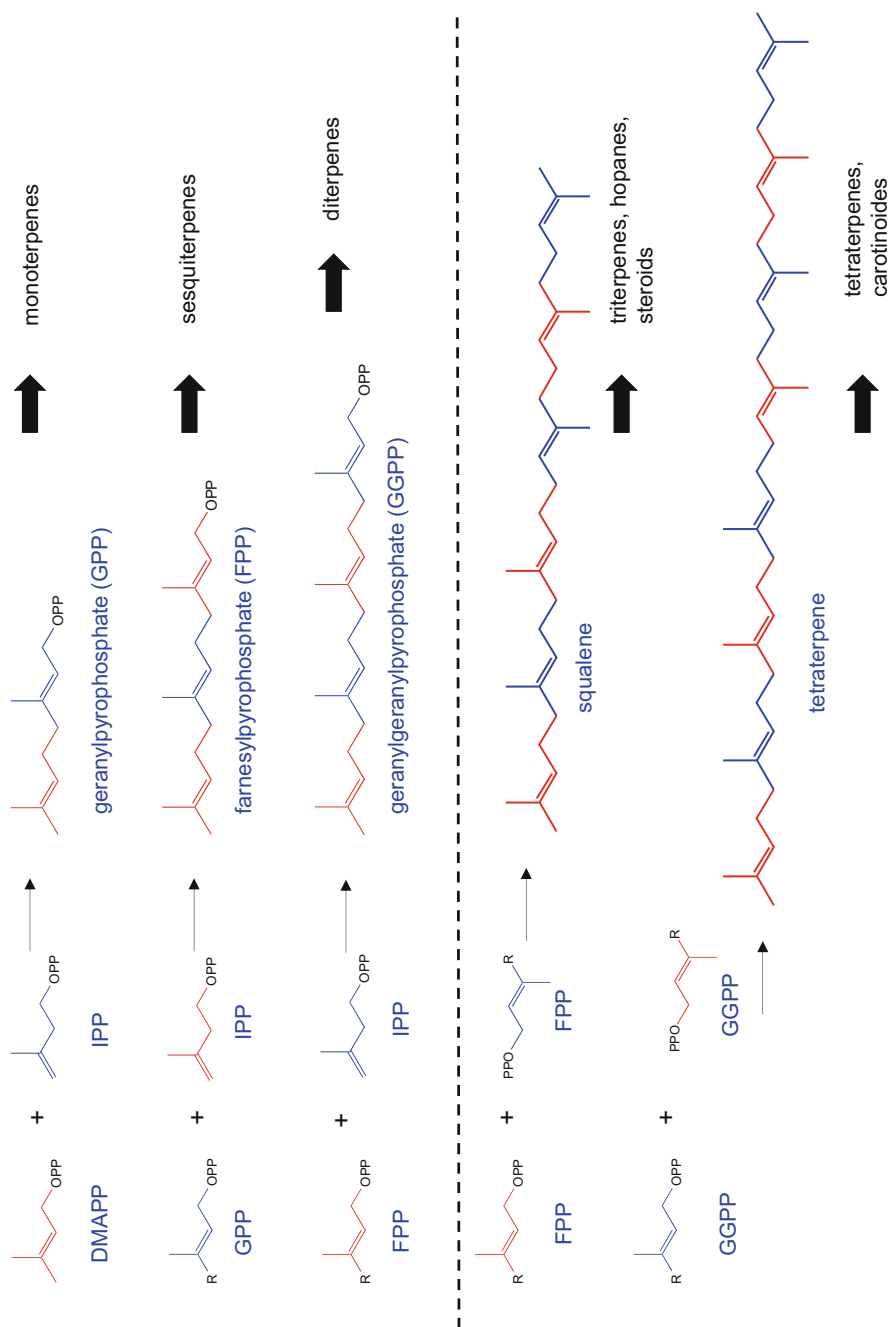 OPP
DMAPP
+
OPP
IPP
OPP
geranylpyrophosphate (GPP)
monoterpenes
R
OPP
GPP
+
OPP
IPP
OPP
farnesylpyrophosphate (FPP)
sesquiterpenes
R
OPP
FPP
+
OPP
IPP
OPP
geranylgeranylpyrophosphate (GGPP)
diterpenes
R
OPP
FPP
+
PPO
R
FPP
squalene
triterpenes, hopanes,
steroids
R
OPP
GGPP
+
PPO
R
GGPP
tetraterpene
tetraterpenes,
carotinoides